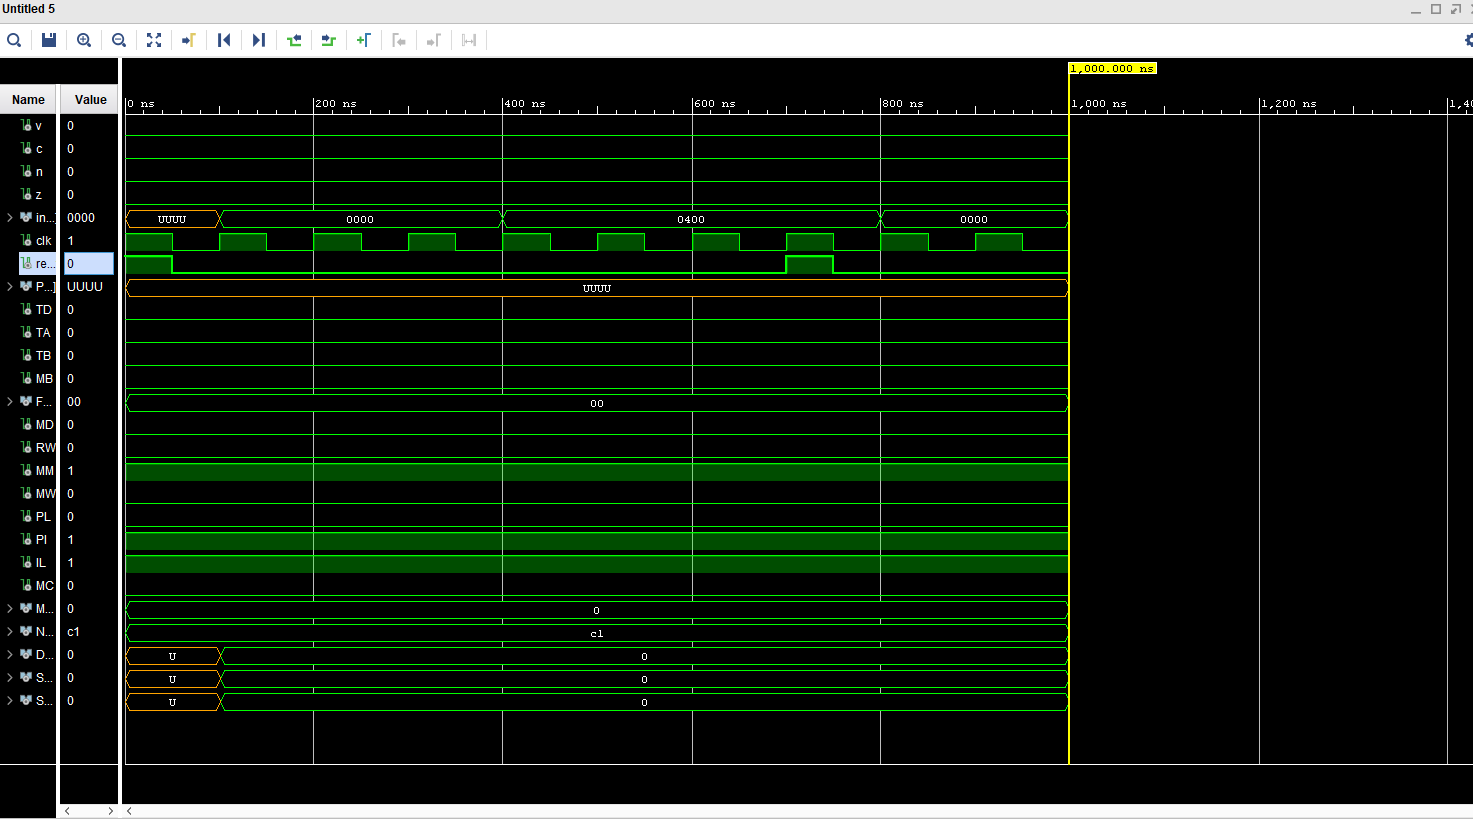 Untitled 5
1,000.000 ns
Name Value 0 ns 200 ns 400 ns 600 ns 800 ns 1,000 ns 1,200 ns 1,40
v 0
c 0
n 0
z 0
in... 0000 UUUU 0000 0400 0000
clk 1
re... 0
P...] UUUU UUUU
TD 0
TA 0
TB 0
MB 0
F... 00 00
MD 0
RW 0
MM 1
MW 0
PL 0
PI 1
IL 1
MC 0
M... 0 0
N... c1 c1
D... 0 U 0
S... 0 U 0
S... 0 U 0